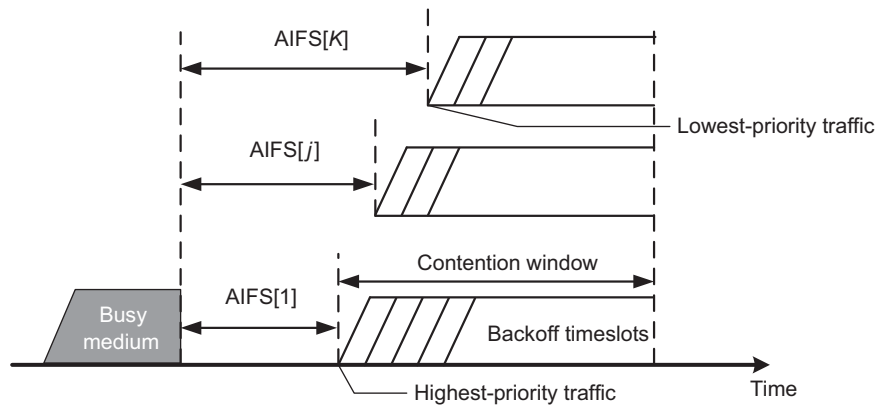 AIFS[K]
Lowest-priority traffic
AIFS[j]
Contention window
AIFS[1]
Busy
medium
Backoff timeslots
Highest-priority traffic
Time